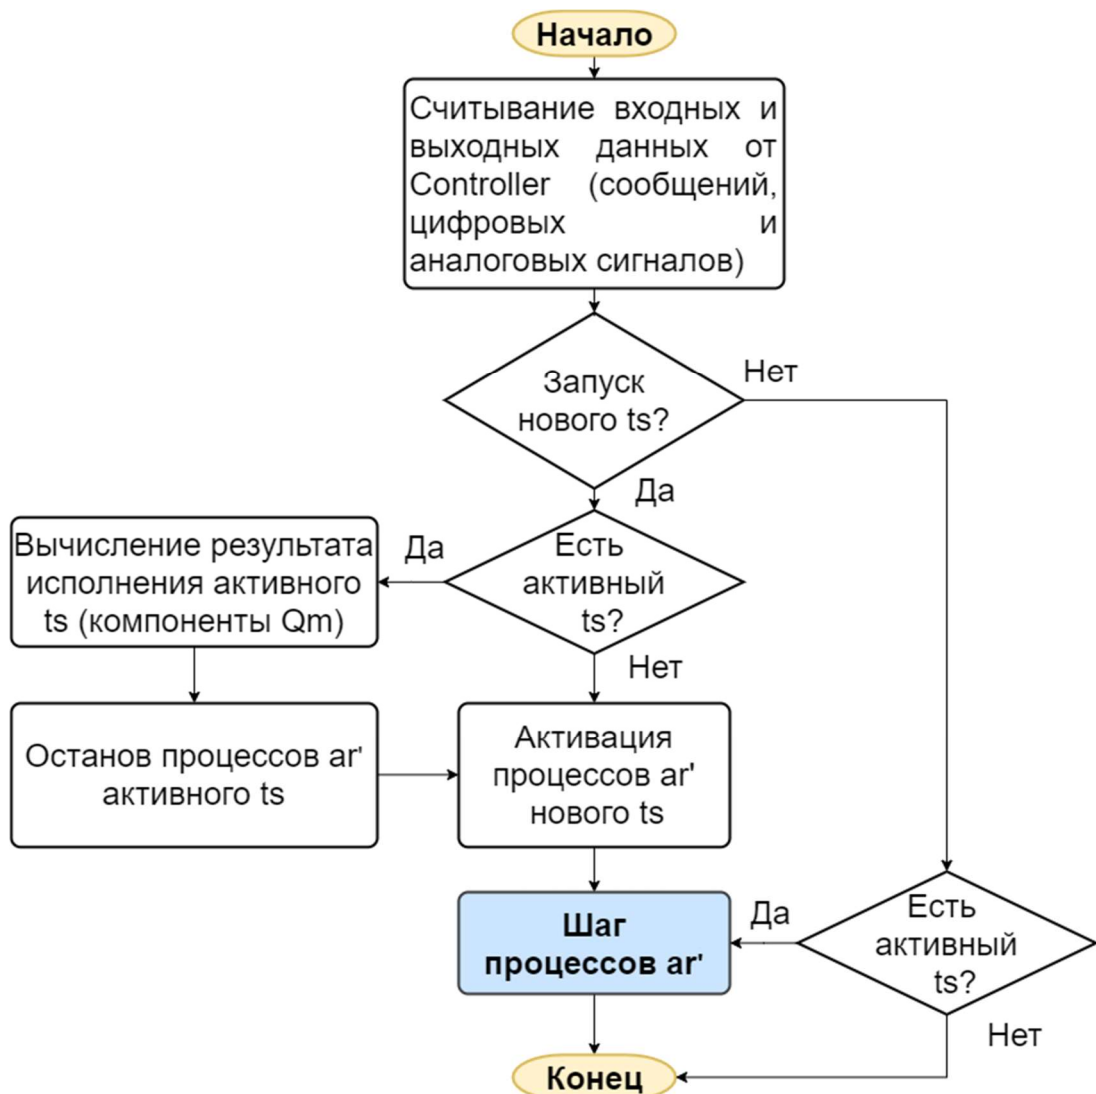 Начало
Считывание входных и
выходных данных от
Controller (сообщений,
цифровых и
аналоговых сигналов)
Запуск
нового ts?
Нет
Да
Есть
активный
ts?
Да
Вычисление результата
исполнения активного
ts (компоненты Qm)
Нет
Останов процессов ar'
активного ts
Активация
процессов ar'
нового ts
Шаг
процессов ar'
Да
Есть
активный
ts?
Нет
Конец